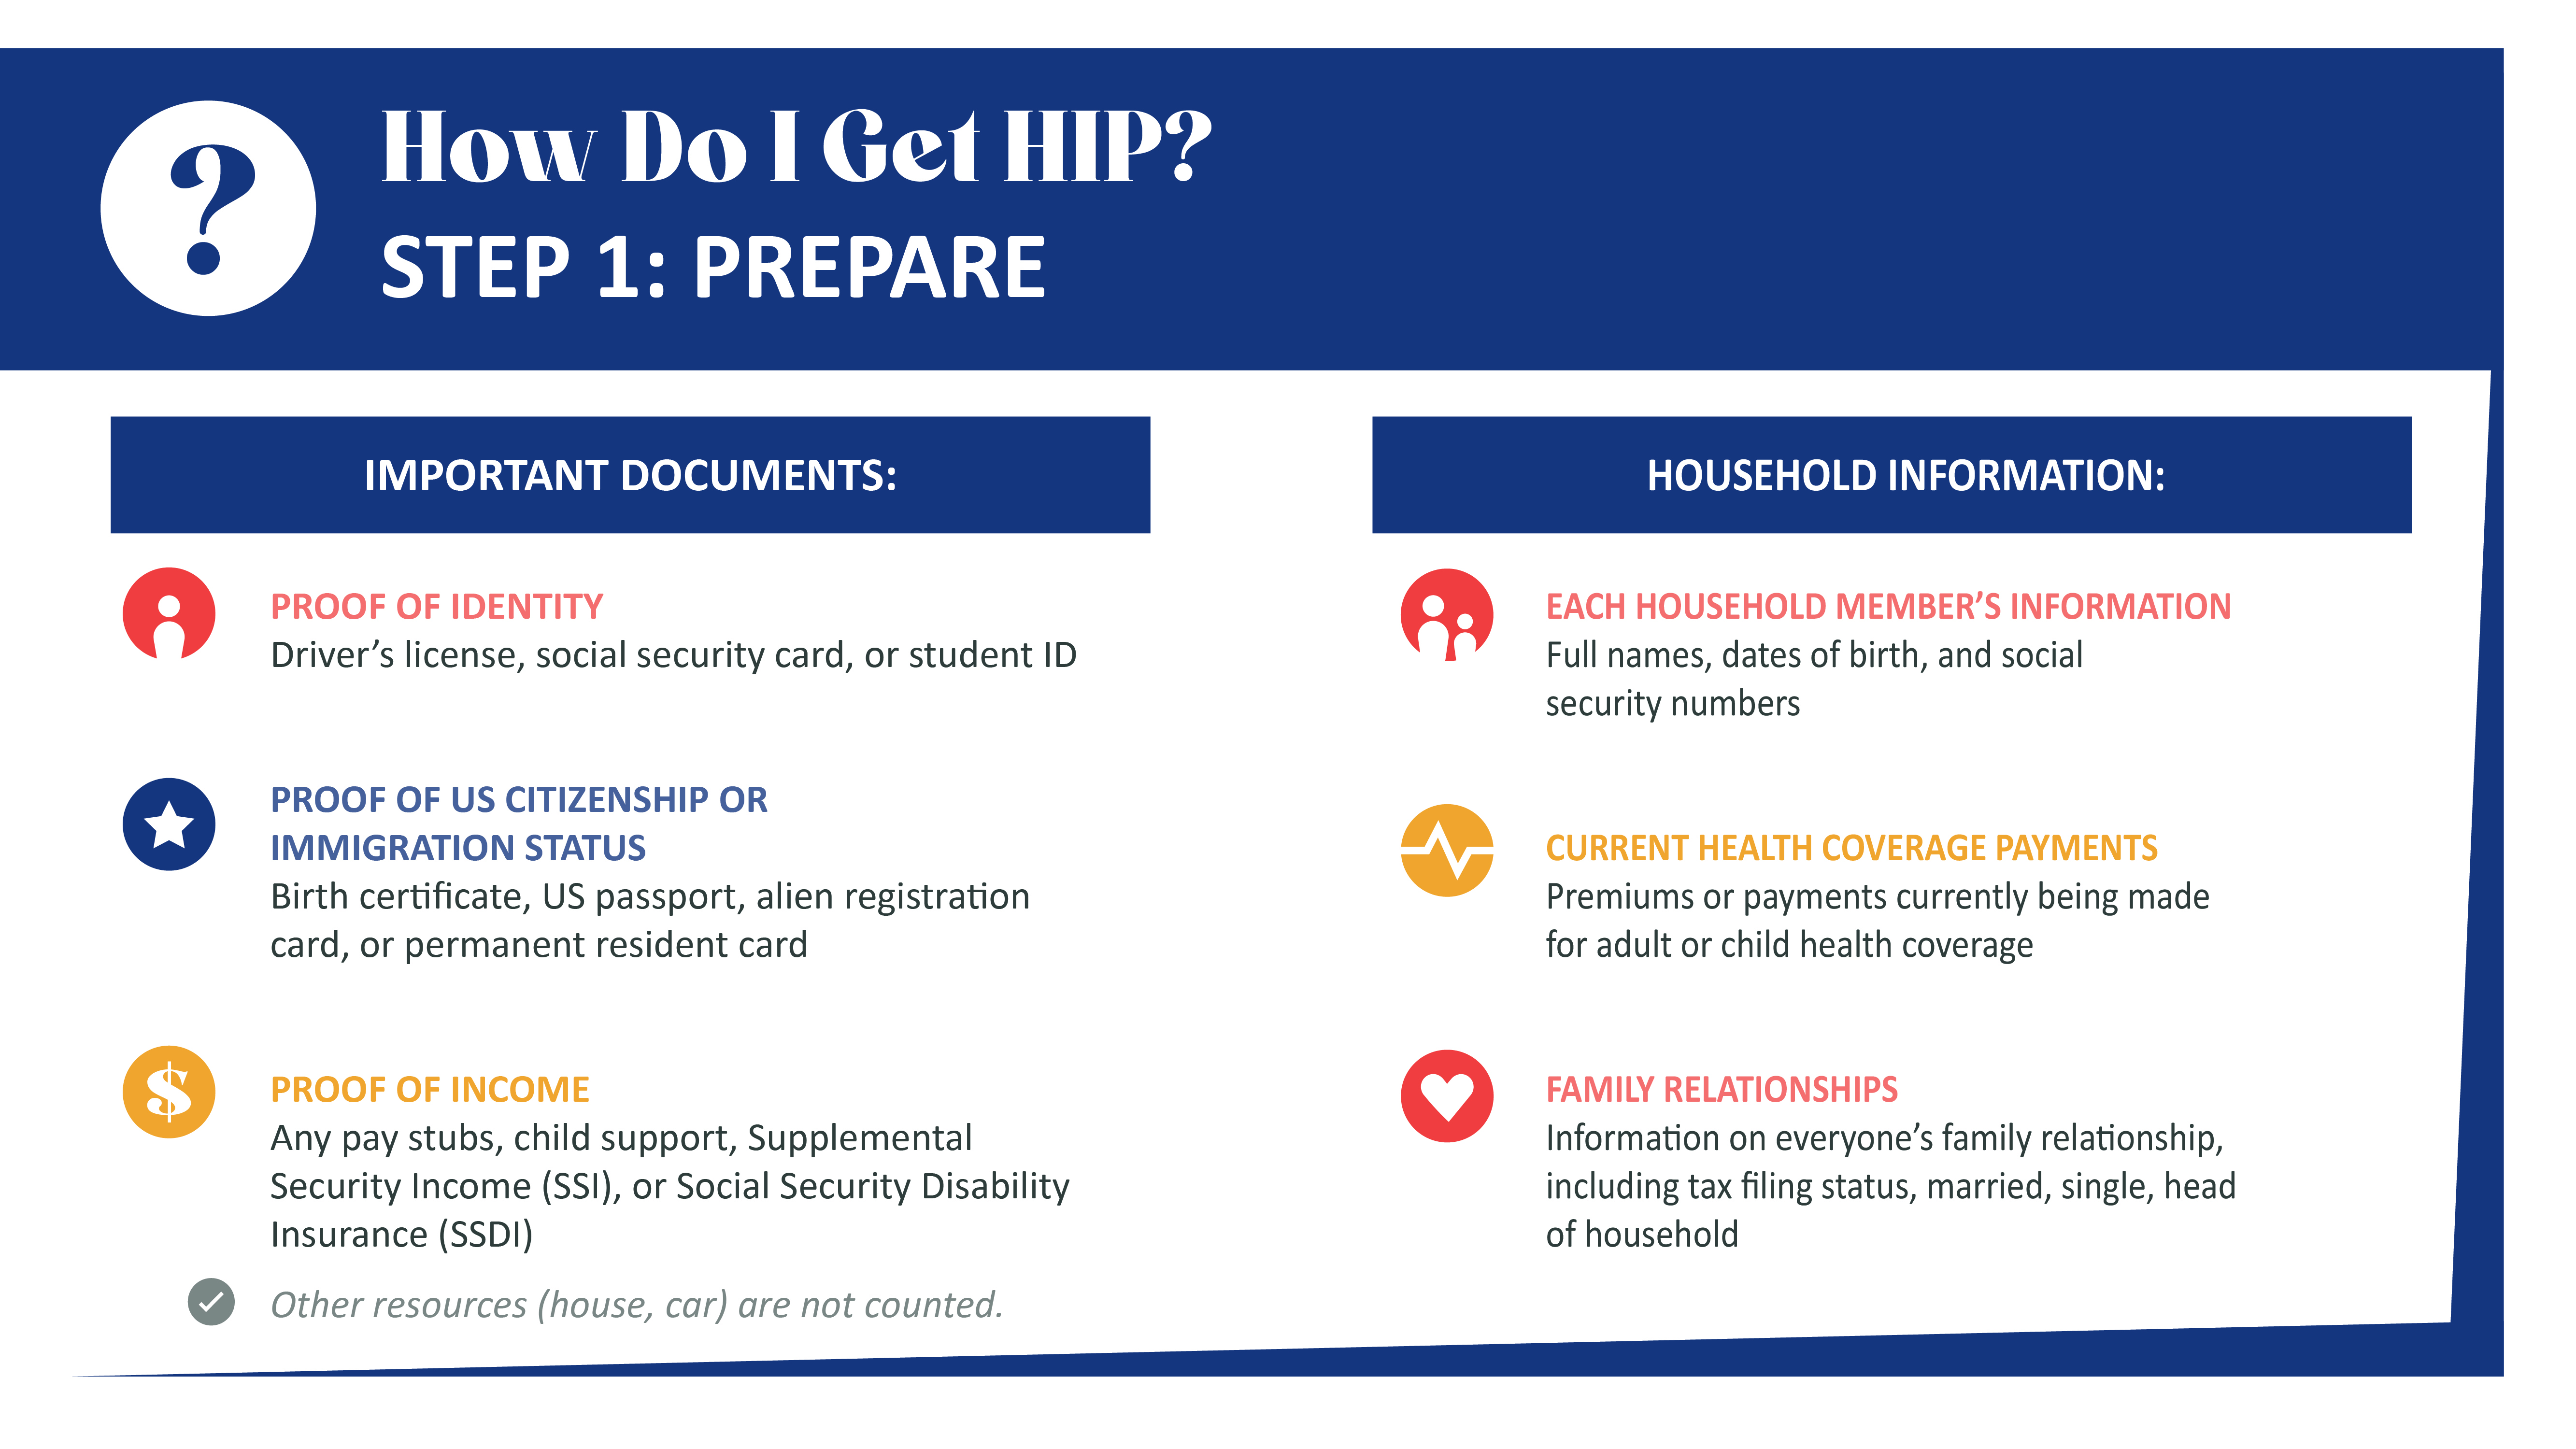 ?
How Do I Get HIP?
STEP 1: PREPARE
IMPORTANT DOCUMENTS:
PROOF OF IDENTITY
Driver’s license, social security card, or student ID
PROOF OF US CITIZENSHIP OR
IMMIGRATION STATUS
Birth certificate, US passport, alien registration
card, or permanent resident card
$
PROOF OF INCOME
Any pay stubs, child support, Supplemental
Security Income (SSI), or Social Security Disability
Insurance (SSDI)
Other resources (house, car) are not counted.
HOUSEHOLD INFORMATION:
EACH HOUSEHOLD MEMBER’S INFORMATION
Full names, dates of birth, and social
security numbers
CURRENT HEALTH COVERAGE PAYMENTS
Premiums or payments currently being made
for adult or child health coverage
FAMILY RELATIONSHIPS
Information on everyone’s family relationship,
including tax filing status, married, single, head
of household